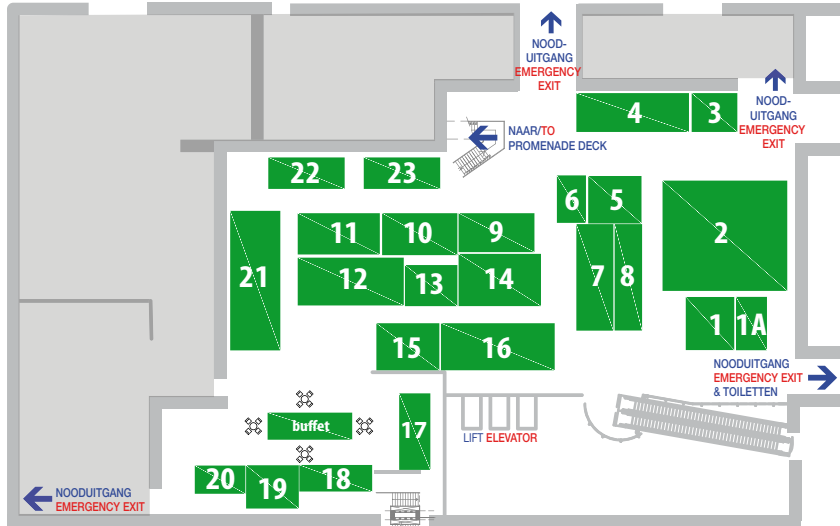 NOOD-
UITGANG
EMERGENCY
EXIT
NOOD-
UITGANG
EMERGENCY
EXIT
4
3
NAAR/TO
PROMENADE DECK
22
23
6
5
2
11
10
9
21
12
13
14
7
8
1
1A
15
16
NOODUITGANG
EMERGENCY EXIT
& TOILETTEN
buffet
17
LIFT ELEVATOR
20
19
18
NOODUITGANG
EMERGENCY EXIT